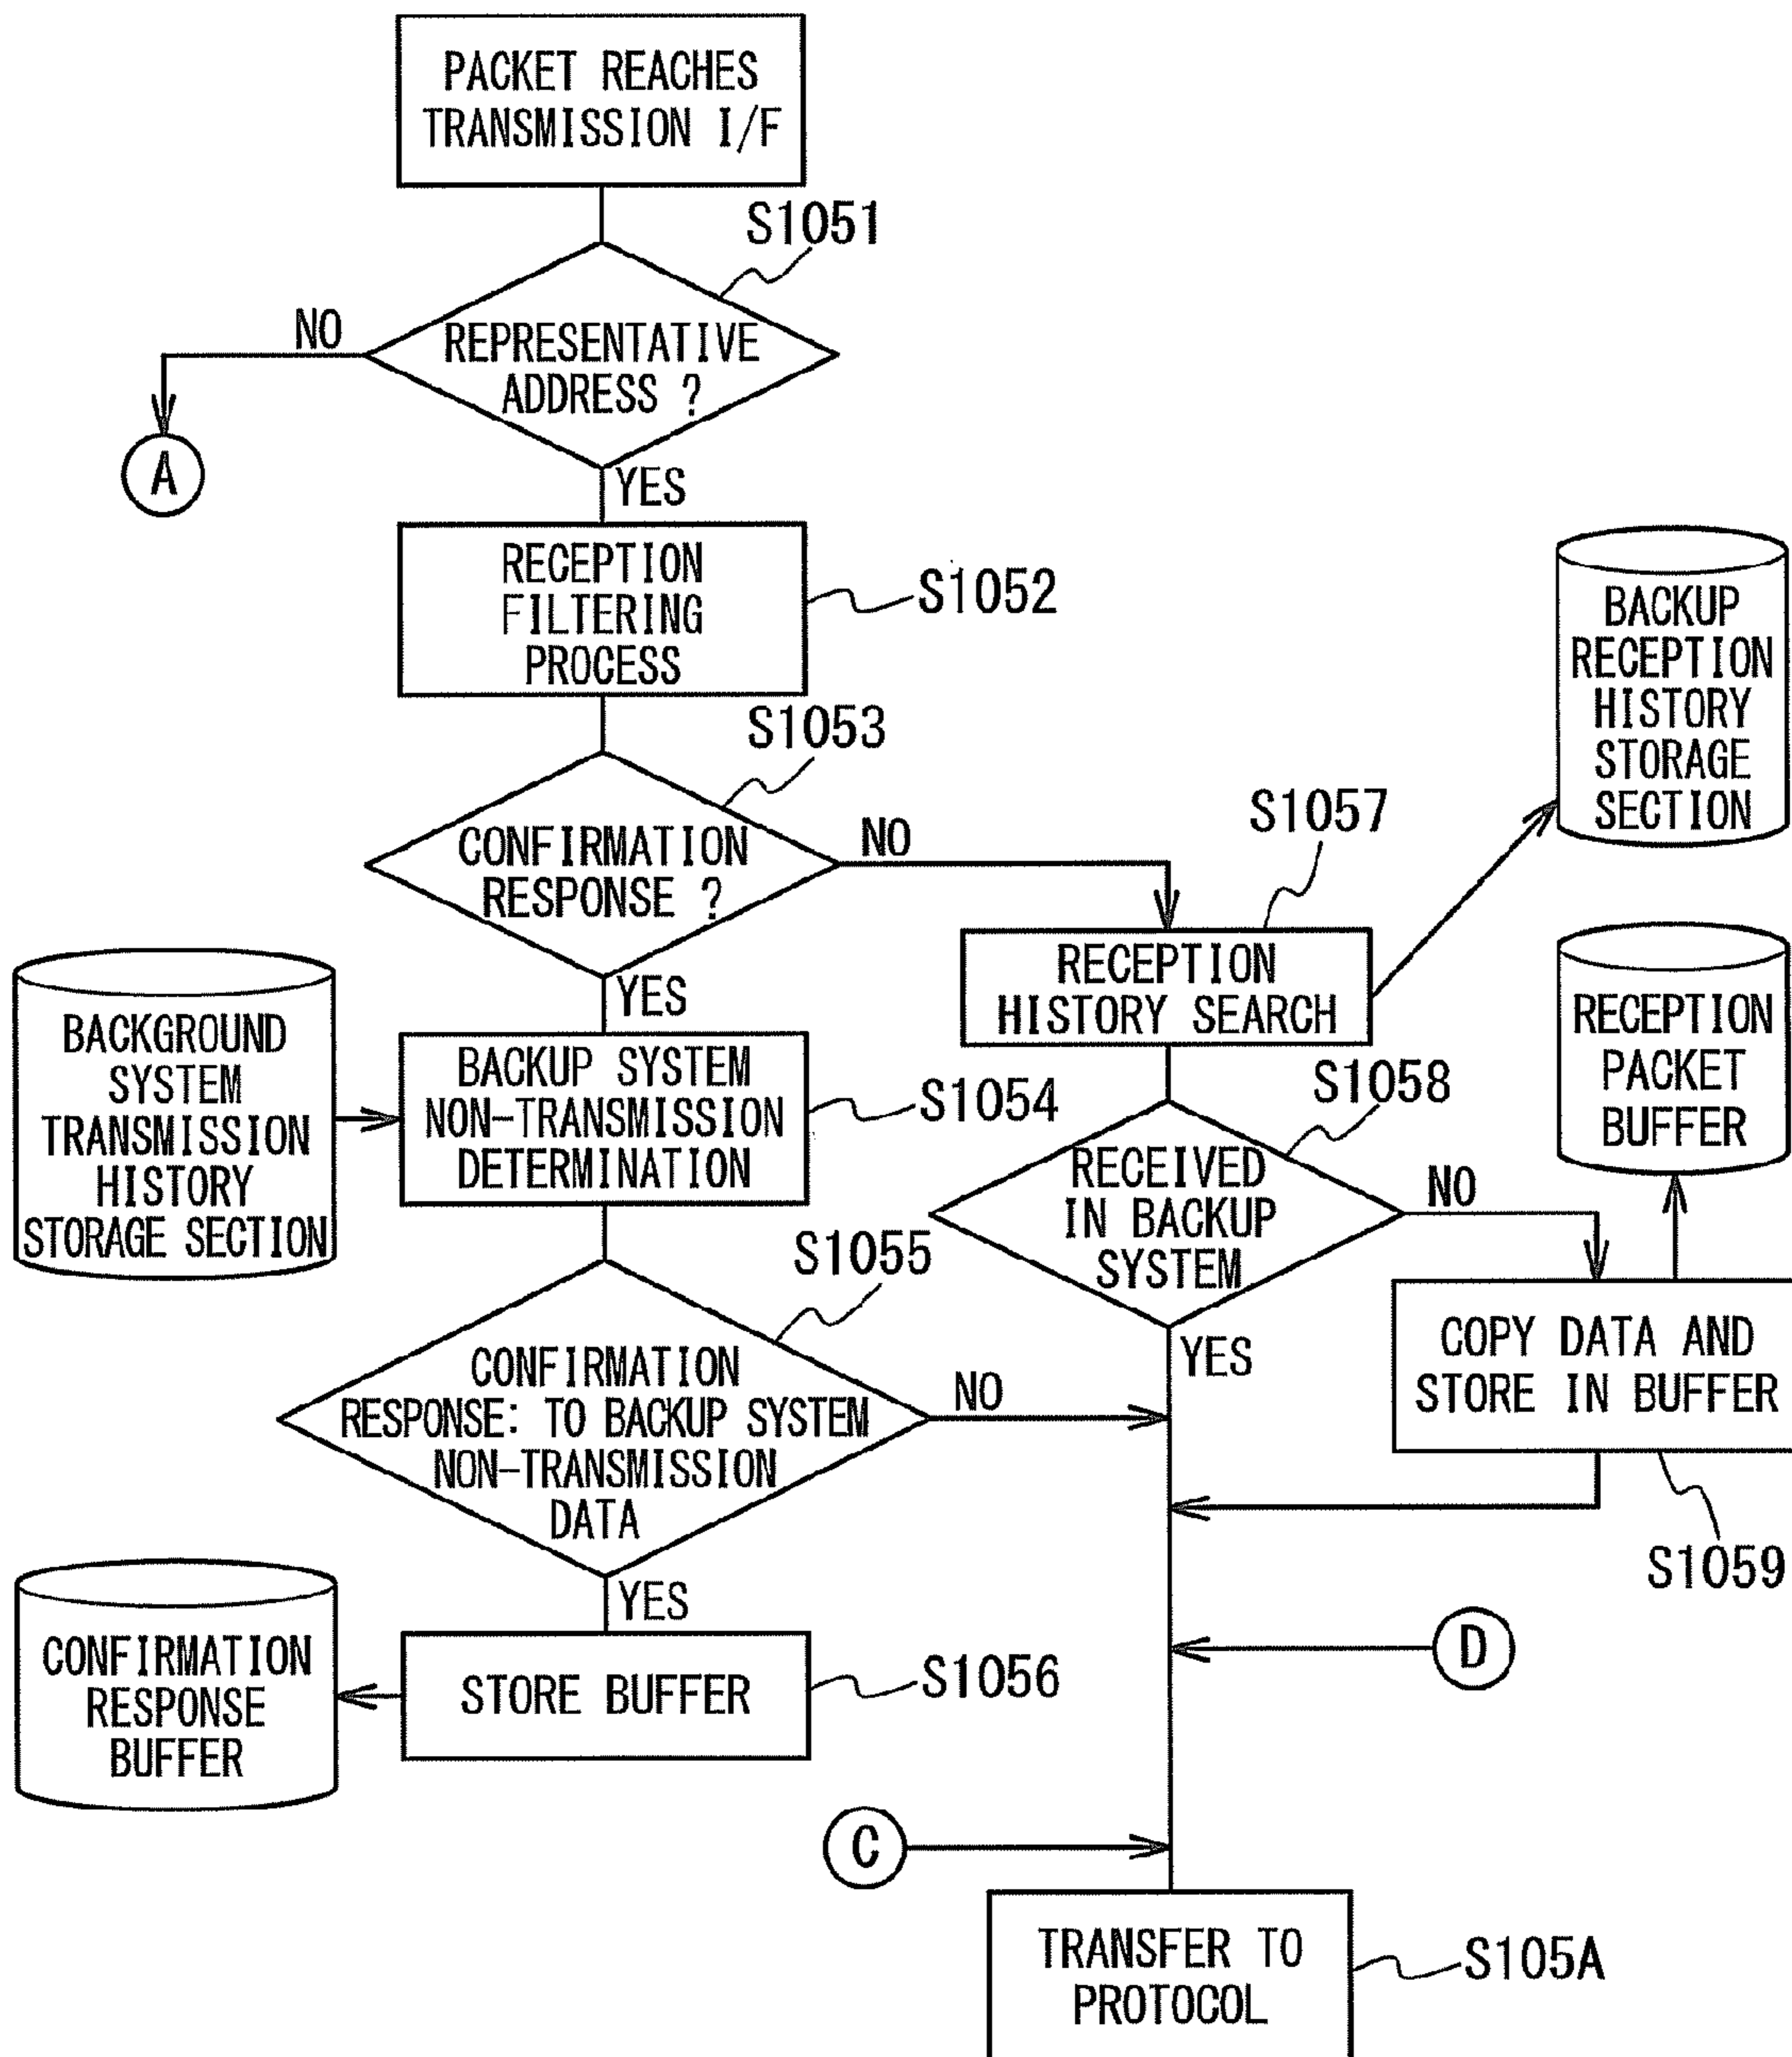 PACKET REACHES
TRANSMISSION I/F
S1051
NO
REPRESENTATIVE
ADDRESS ?
A
YES
RECEPTION
FILTERING
PROCESS
S1052
BACKUP
RECEPTION
HISTORY
STORAGE
SECTION
S1053
CONFIRMATION
RESPONSE ?
NO
S1057
YES
RECEPTION
HISTORY SEARCH
RECEPTION
PACKET
BUFFER
BACKGROUND
SYSTEM
TRANSMISSION
HISTORY
STORAGE SECTION
BACKUP SYSTEM
NON-TRANSMISSION
DETERMINATION
S1054
S1058
RECEIVED
IN BACKUP
SYSTEM
NO
YES
S1055
CONFIRMATION
RESPONSE: TO BACKUP SYSTEM
NON-TRANSMISSION
DATA
NO
COPY DATA AND
STORE IN BUFFER
S1059
YES
CONFIRMATION
RESPONSE
BUFFER
STORE BUFFER
S1056
D
C
TRANSFER TO
PROTOCOL
S105A